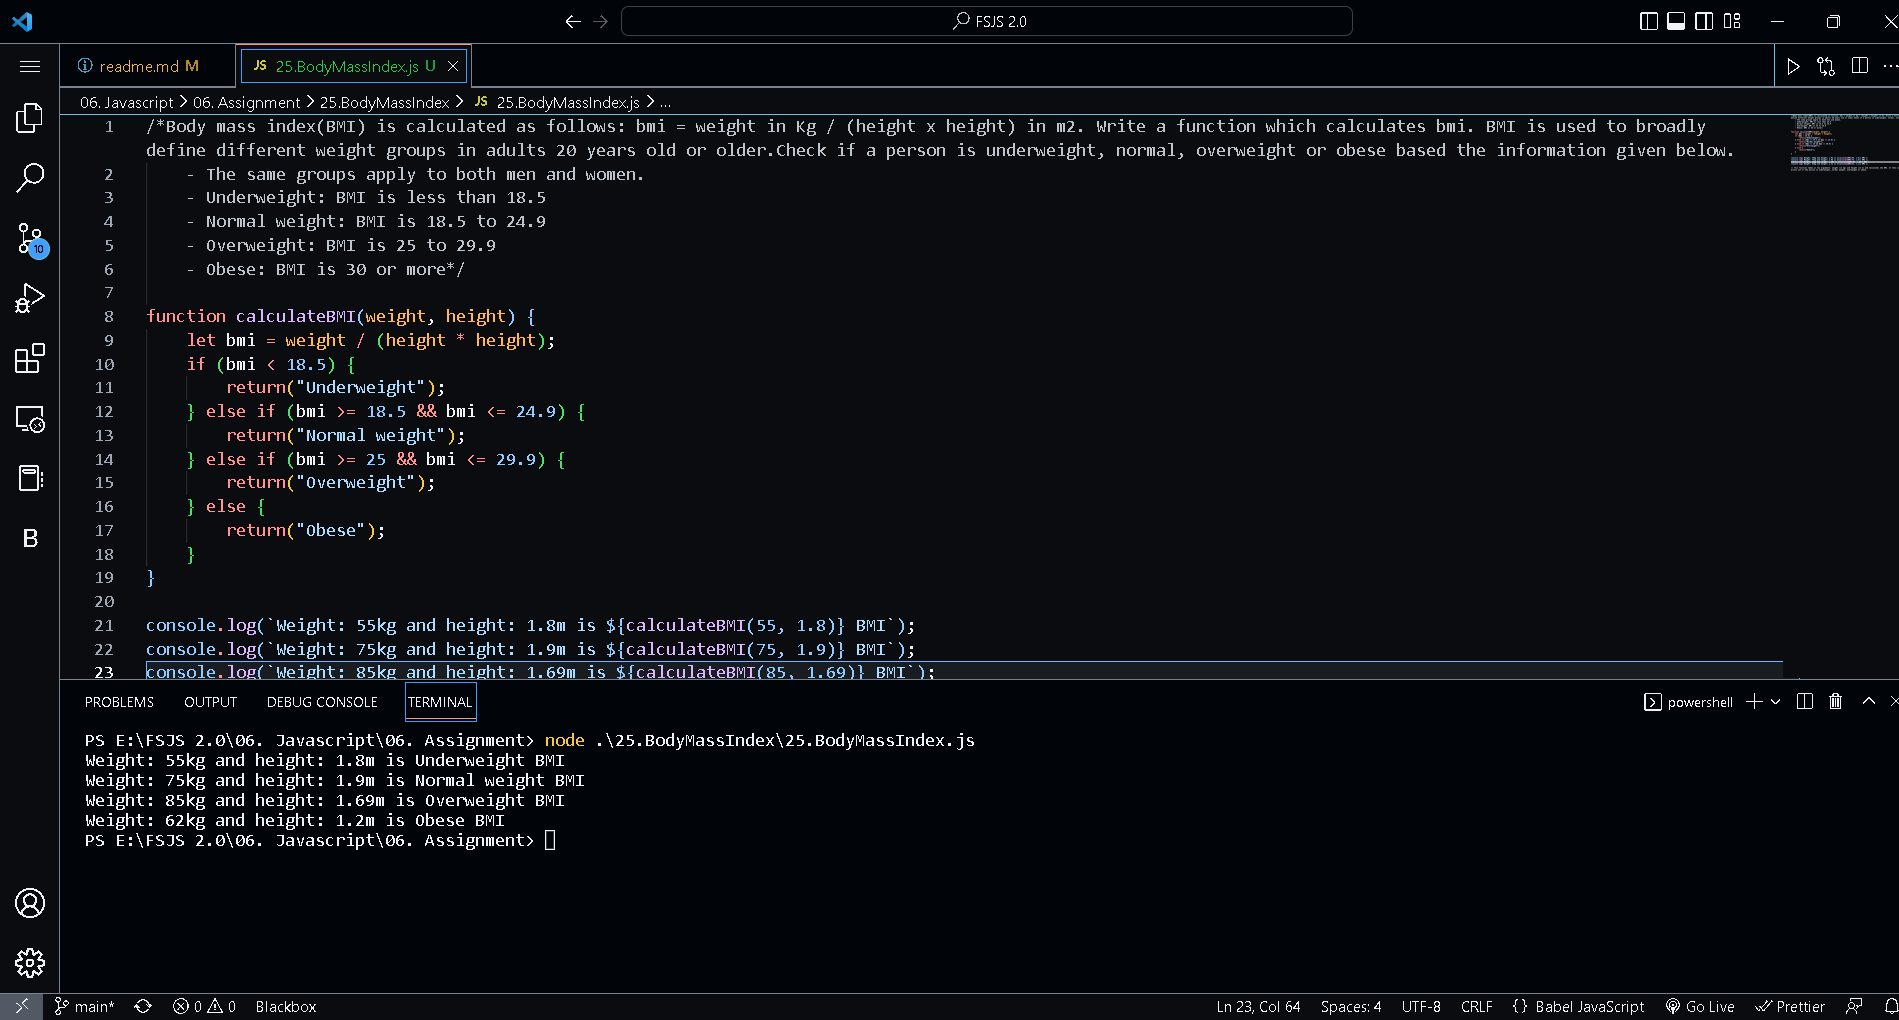 FSJS 2.0
readme.md M
JS 25.BodyMassIndex.js U
06. Javascript > 06. Assignment > 25.BodyMassIndex > JS 25.BodyMassIndex.js > ...
1 /*Body mass index(BMI) is calculated as follows: bmi = weight in Kg / (height x height) in m2. Write a function which calculates bmi. BMI is used to broadly
define different weight groups in adults 20 years old or older.Check if a person is underweight, normal, overweight or obese based the information given below.
2     - The same groups apply to both men and women.
3     - Underweight: BMI is less than 18.5
4     - Normal weight: BMI is 18.5 to 24.9
5     - Overweight: BMI is 25 to 29.9
6     - Obese: BMI is 30 or more*/
7
8 function calculateBMI(weight, height) {
9     let bmi = weight / (height * height);
10     if (bmi < 18.5) {
11         return("Underweight");
12     } else if (bmi >= 18.5 && bmi <= 24.9) {
13         return("Normal weight");
14     } else if (bmi >= 25 && bmi <= 29.9) {
15         return("Overweight");
16     } else {
17         return("Obese");
18     }
19 }
20
21 console.log(`Weight: 55kg and height: 1.8m is ${calculateBMI(55, 1.8)} BMI`);
22 console.log(`Weight: 75kg and height: 1.9m is ${calculateBMI(75, 1.9)} BMI`);
23 console.log(`Weight: 85kg and height: 1.69m is ${calculateBMI(85, 1.69)} BMI`);
10
B
PROBLEMS OUTPUT DEBUG CONSOLE TERMINAL powershell
PS E:\FSJS 2.0\06. Javascript\06. Assignment> node .\25.BodyMassIndex\25.BodyMassIndex.js
Weight: 55kg and height: 1.8m is Underweight BMI
Weight: 75kg and height: 1.9m is Normal weight BMI
Weight: 85kg and height: 1.69m is Overweight BMI
Weight: 62kg and height: 1.2m is Obese BMI
PS E:\FSJS 2.0\06. Javascript\06. Assignment>
main* 0 0 Blackbox Ln 23, Col 64 Spaces: 4 UTF-8 CRLF {} Babel JavaScript Go Live Prettier